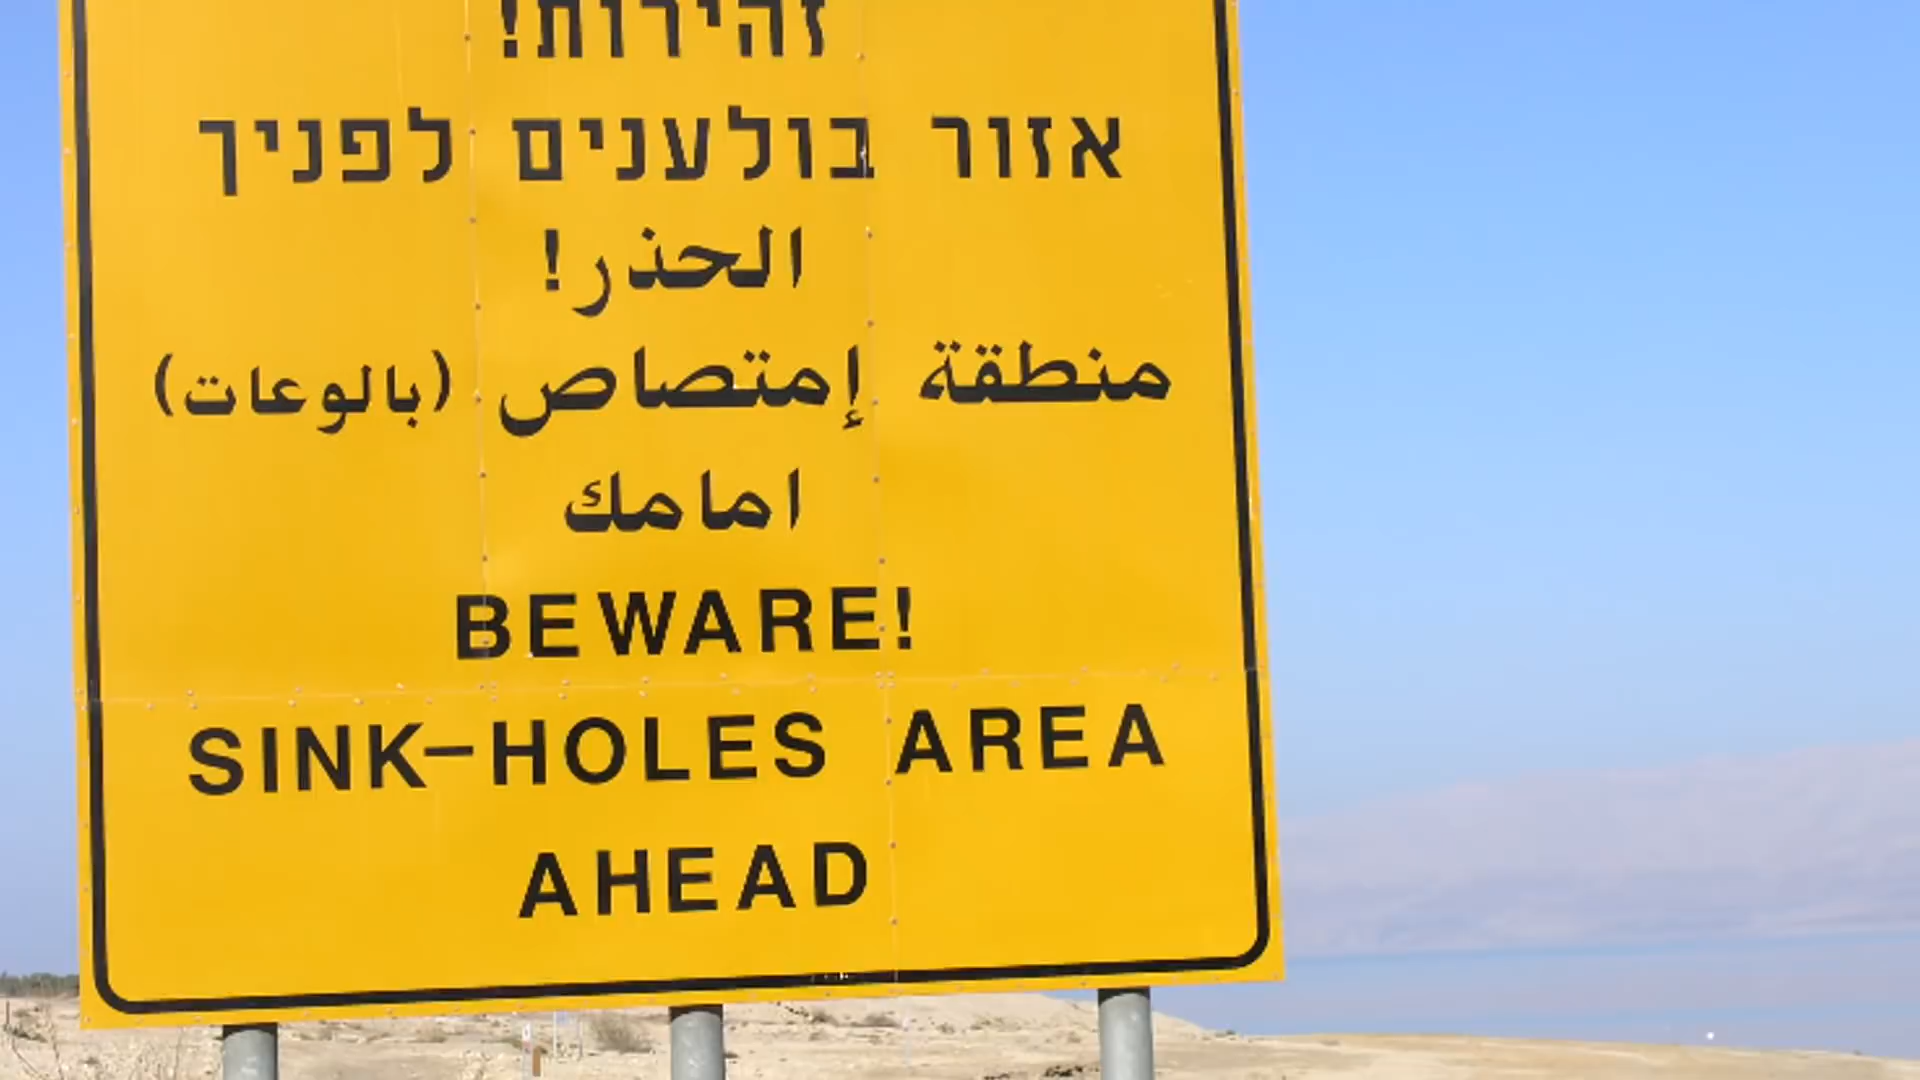 זהירות!
אזור בולענים לפניך
الحذر!
منطقة إمتصاص (بالوعات)
امامك
BEWARE!
SINK-HOLES AREA
AHEAD